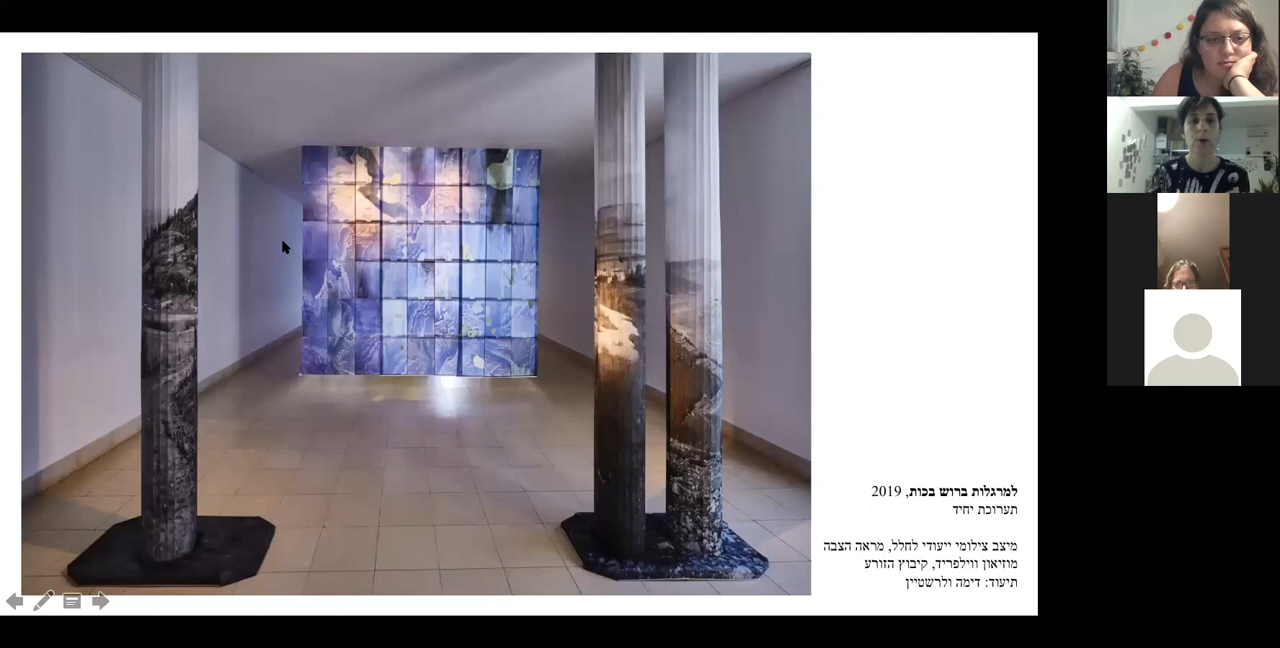 למרגלות ברוש בכות, 2019
תערוכת יחיד
מיצב צילומי ייעודי לחלל, מראה הצבה
מוזיאון ווילפריד, קיבוץ הזורע
תיעוד: דימה ולרשטיין